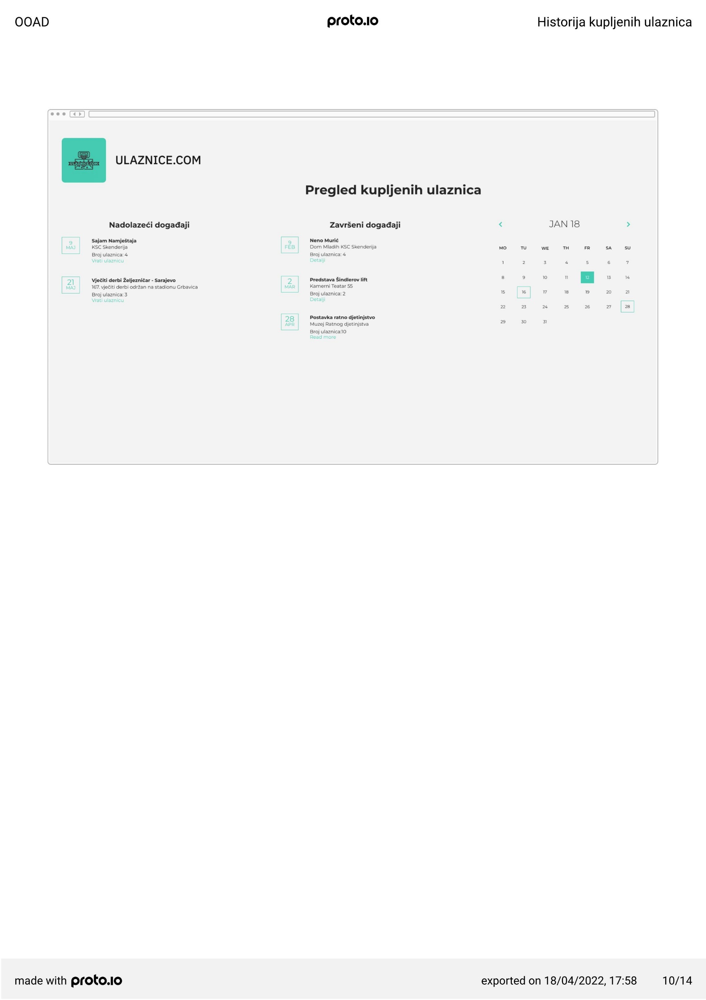 OOAD
proto.io
Historija kupljenih ulaznica
ULAZNICE.COM
ULAZNICE.COM
Pregled kupljenih ulaznica
Nadolazeći događaji
9
MAJ
Sajam Namještaja
KSC Skenderija
Broj ulaznica: 4
Vrati ulaznicu
21
MAJ
Vječiti derbi Željezničar - Sarajevo
167. vječiti derbi održan na stadionu Grbavica
Broj ulaznica: 3
Vrati ulaznicu
Završeni događaji
9
FEB
Neno Murić
Dom Mladih KSC Skenderija
Broj ulaznica: 4
Detalji
2
MAR
Predstava Šindlerov lift
Kamerni Teatar 55
Broj ulaznica: 2
Detalji
28
APR
Postavka ratno djetinjstvo
Muzej Ratnog djetinjstva
Broj ulaznica:10
Read more
JAN 18
MO TU WE TH FR SA SU
1 2 3 4 5 6 7
8 9 10 11 12 13 14
15 16 17 18 19 20 21
22 23 24 25 26 27 28
29 30 31
made with proto.io
exported on 18/04/2022, 17:58
10/14